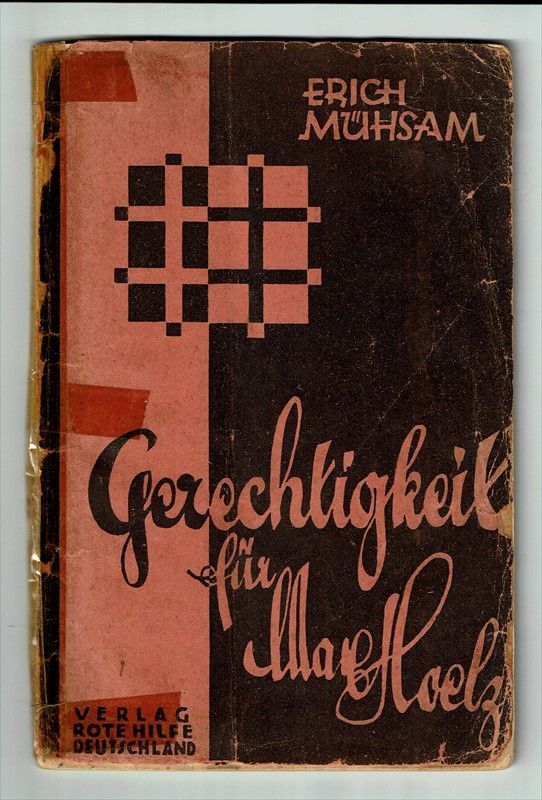 ERICH
MÜHSAM
Gerechtigkeit
für
Max Hoelz
VERLAG
ROTE HILFE
DEUTSCHLAND